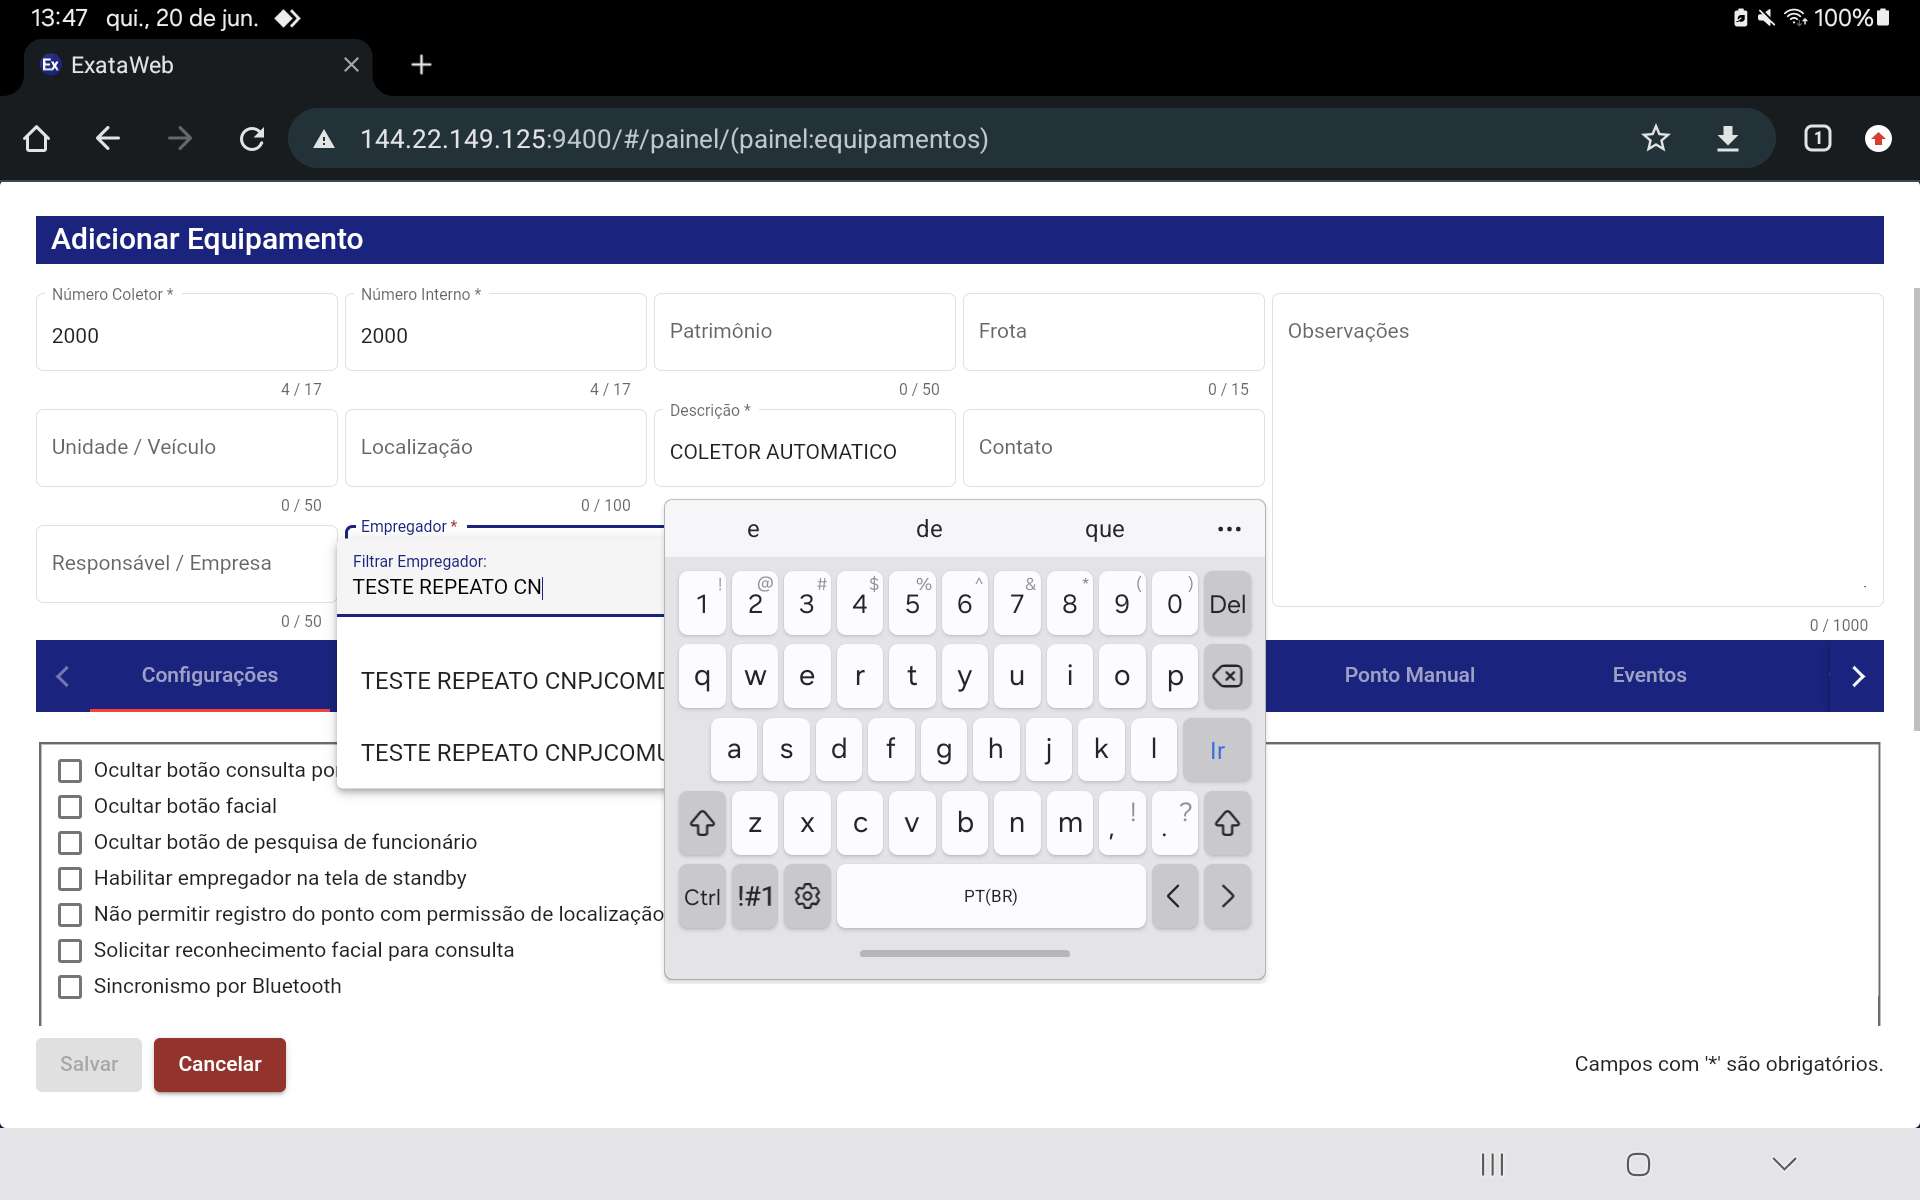 13:47 qui., 20 de jun. 100%
Ex ExataWeb
144.22.149.125:9400/#/painel/(painel:equipamentos) 1
Adicionar Equipamento
Número Coletor * Número Interno *
2000 2000 Patrimônio Frota Observações
4 / 17 4 / 17 0 / 50 0 / 15
Descrição *
Unidade / Veículo Localização COLETOR AUTOMATICO Contato
0 / 50 0 / 100
Empregador *
Responsável / Empresa
Filtrar Empregador:
TESTE REPEATO CN
0 / 50 0 / 1000
TESTE REPEATO CNPJCOM
TESTE REPEATO CNPJCOM
Configurações Ponto Manual Eventos
Ocultar botão consulta po
Ocultar botão facial
Ocultar botão de pesquisa de funcionário
Habilitar empregador na tela de standby
Não permitir registro do ponto com permissão de localização
Solicitar reconhecimento facial para consulta
Sincronismo por Bluetooth
e de que ...
! @ # $ % ^ & * ( )
1 2 3 4 5 6 7 8 9 0 Del
q w e r t y u i o p
a s d f g h j k l Ir
z x c v b n m , ! . ?
Ctrl !#1 PT(BR)
Salvar Cancelar Campos com '*' são obrigatórios.